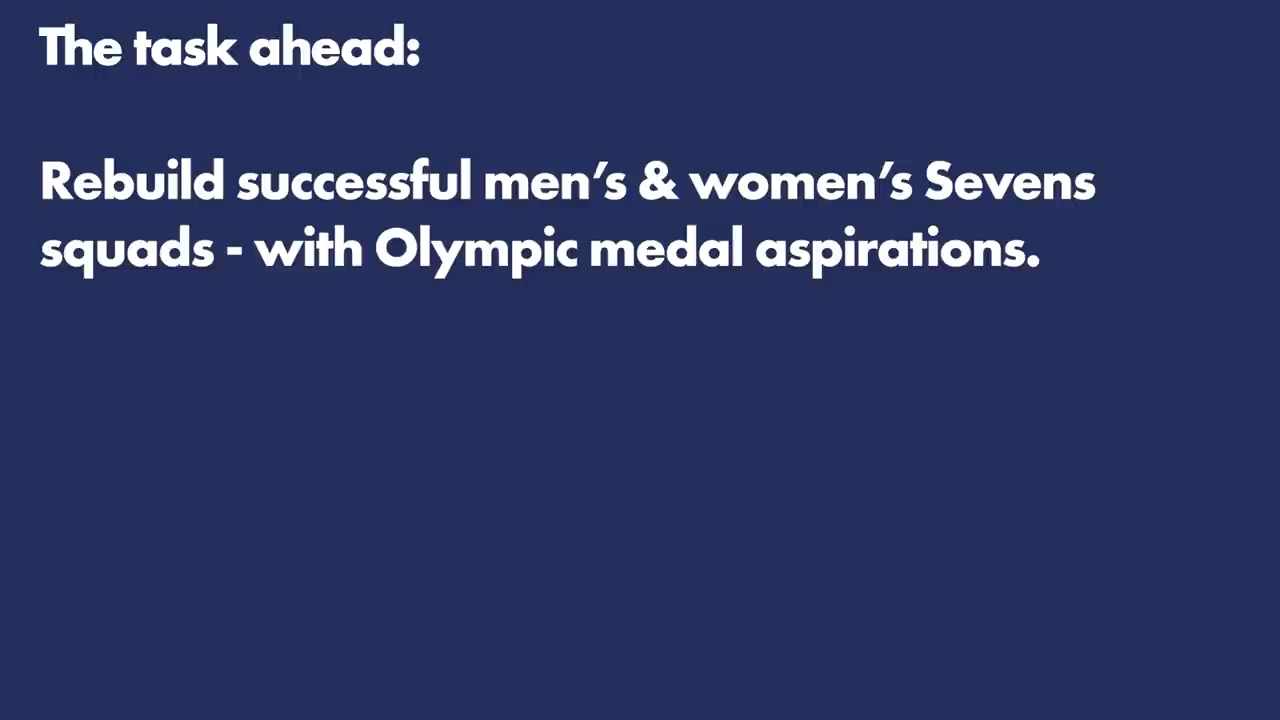 The task ahead:
Rebuild successful men’s & women’s Sevens
squads - with Olympic medal aspirations.